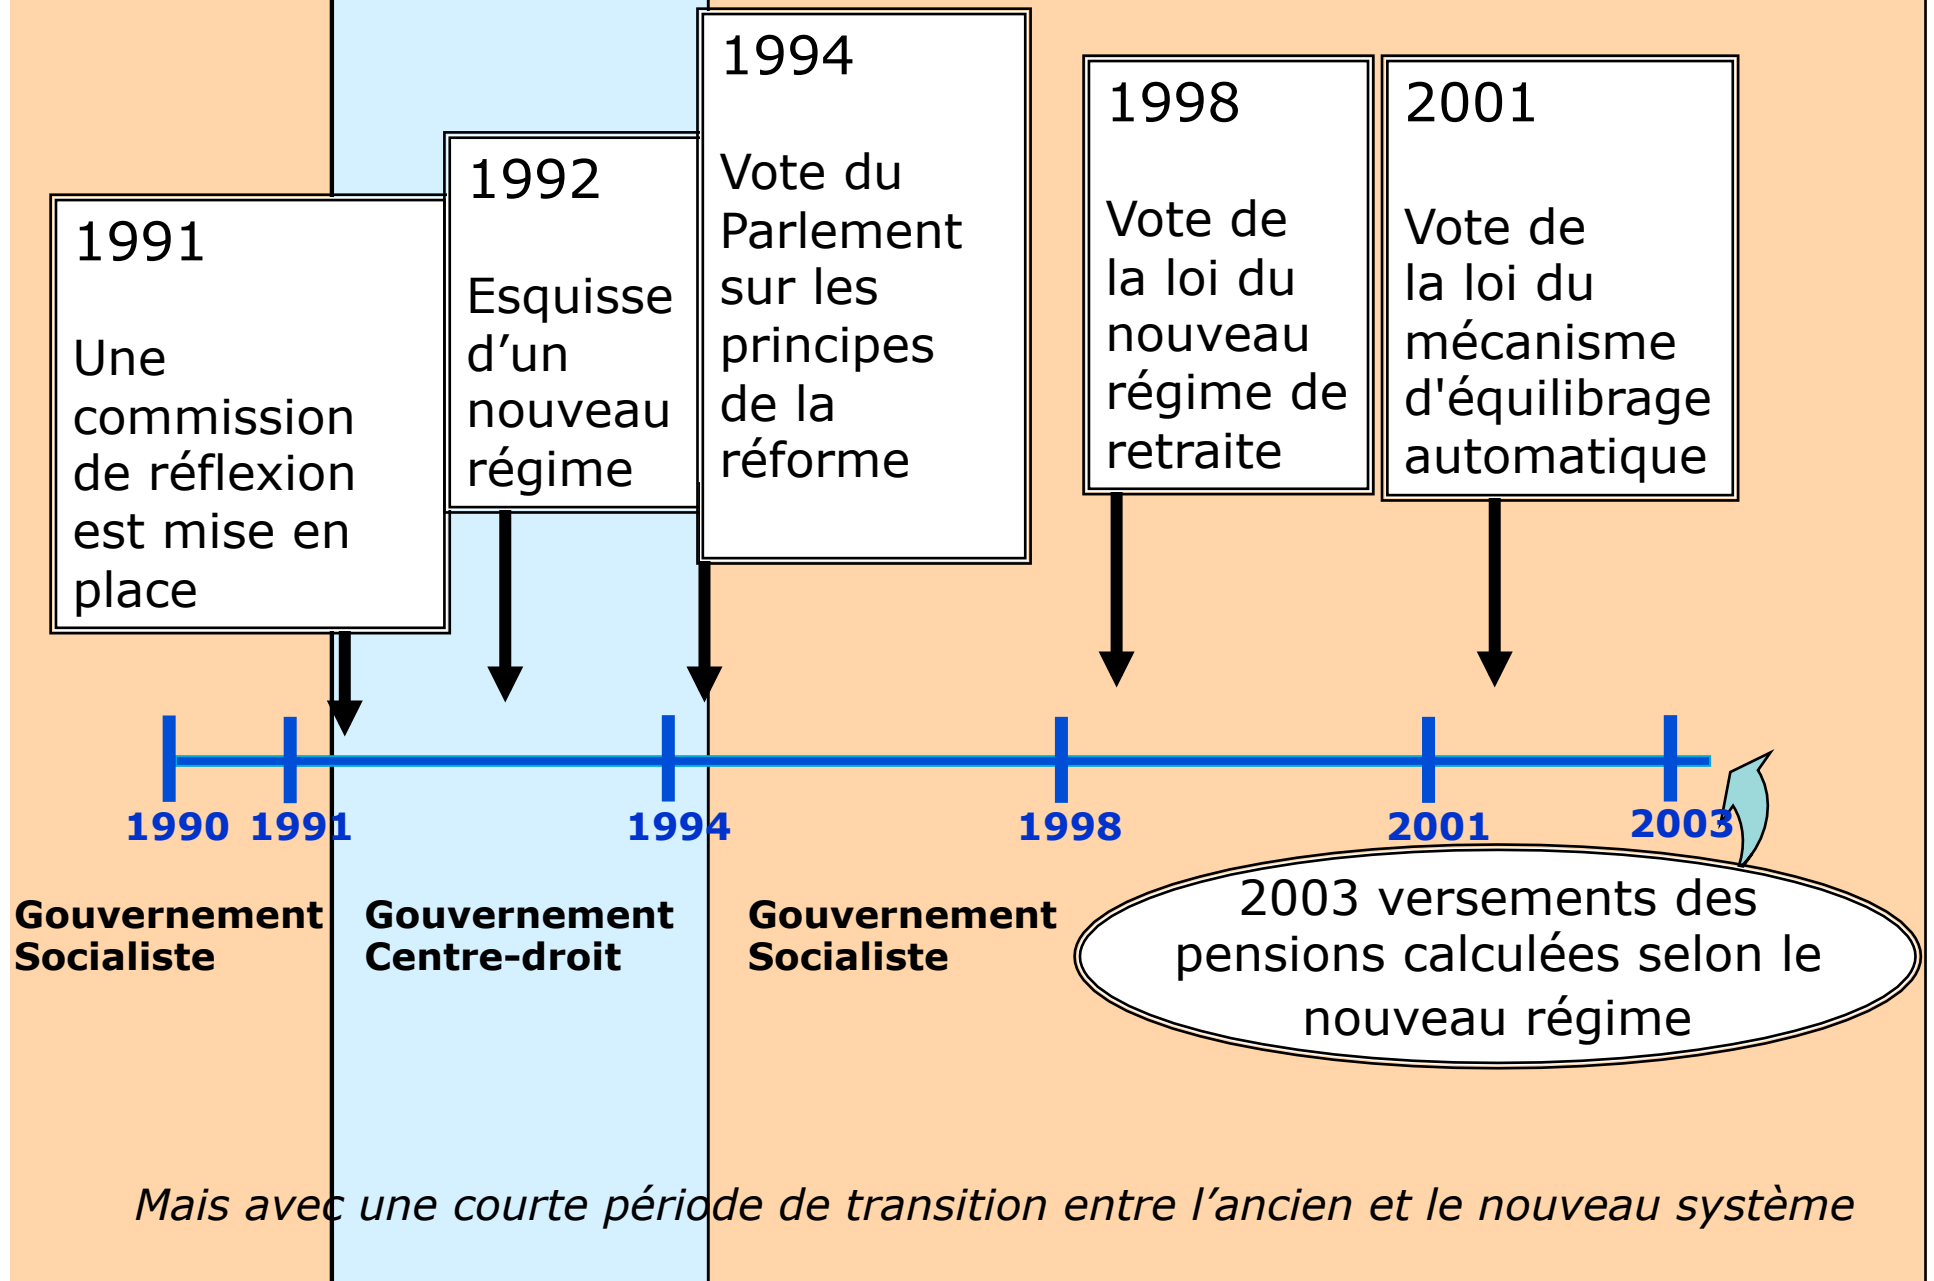 1991
Une
commission
de réflexion
est mise en
place
1992
Esquisse
d’un
nouveau
régime
1994
Vote du
Parlement
sur les
principes
de la
réforme
1998
Vote de
la loi du
nouveau
régime de
retraite
2001
Vote de
la loi du
mécanisme
d'équilibrage
automatique
1990 1991 1994 1998 2001 2003
Gouvernement
Socialiste
Gouvernement
Centre-droit
Gouvernement
Socialiste
2003 versements des
pensions calculées selon le
nouveau régime
Mais avec une courte période de transition entre l’ancien et le nouveau système